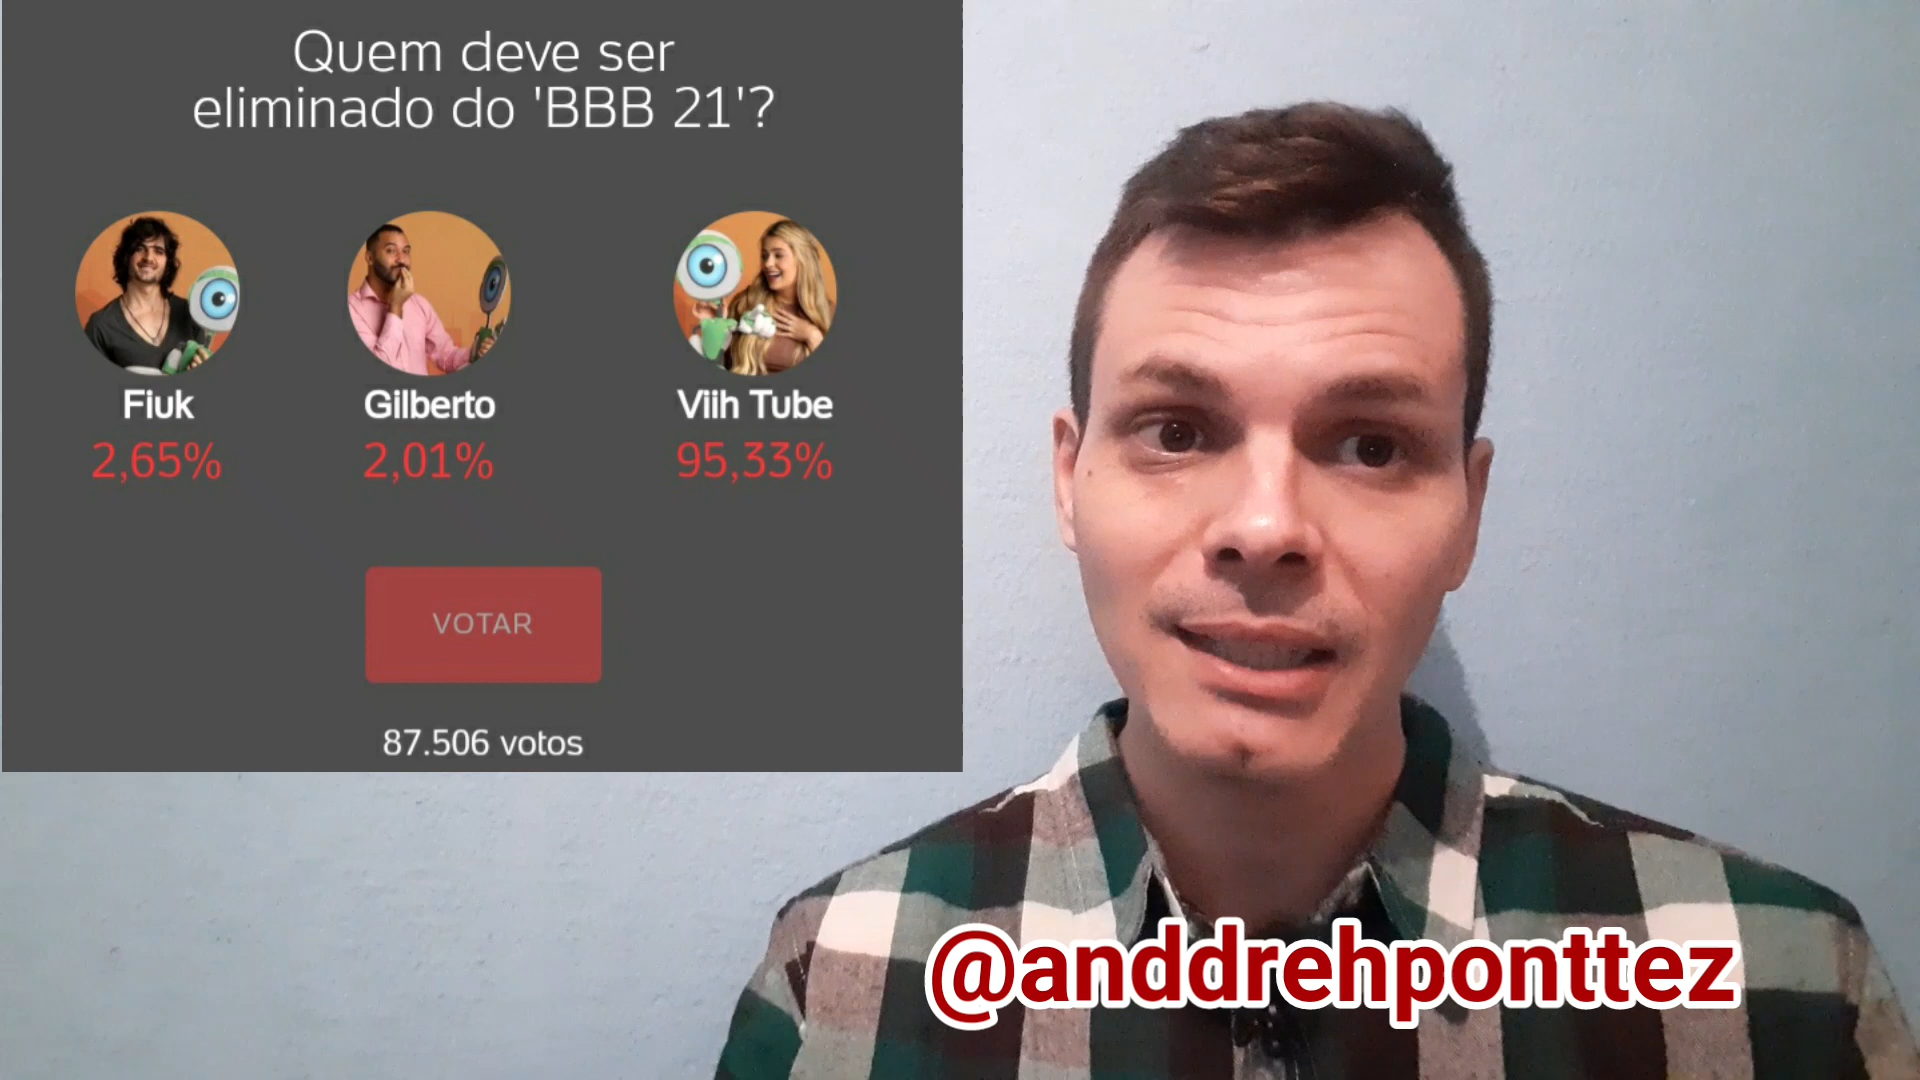 Quem deve ser
eliminado do 'BBB 21'?
Fiuk
Gilberto
Viih Tube
2,65%
2,01%
95,33%
VOTAR
87.506 votos
@anddrehponttez